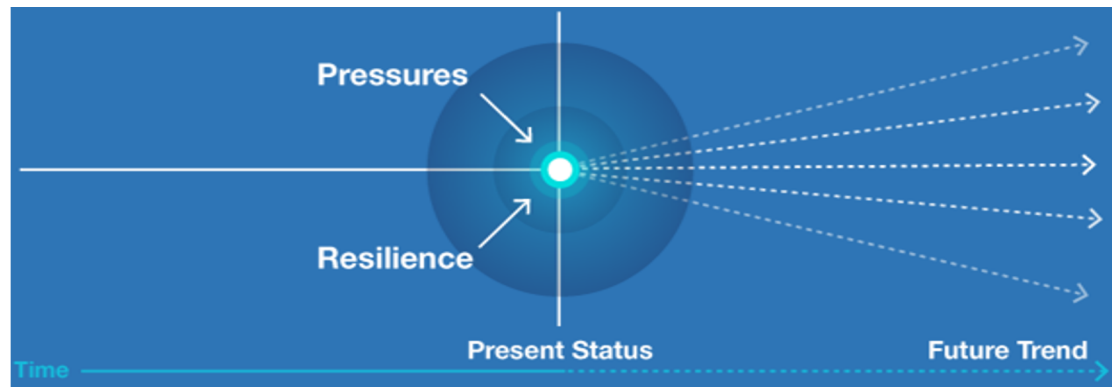 Pressures
Resilience
Present Status
Future Trend
Time